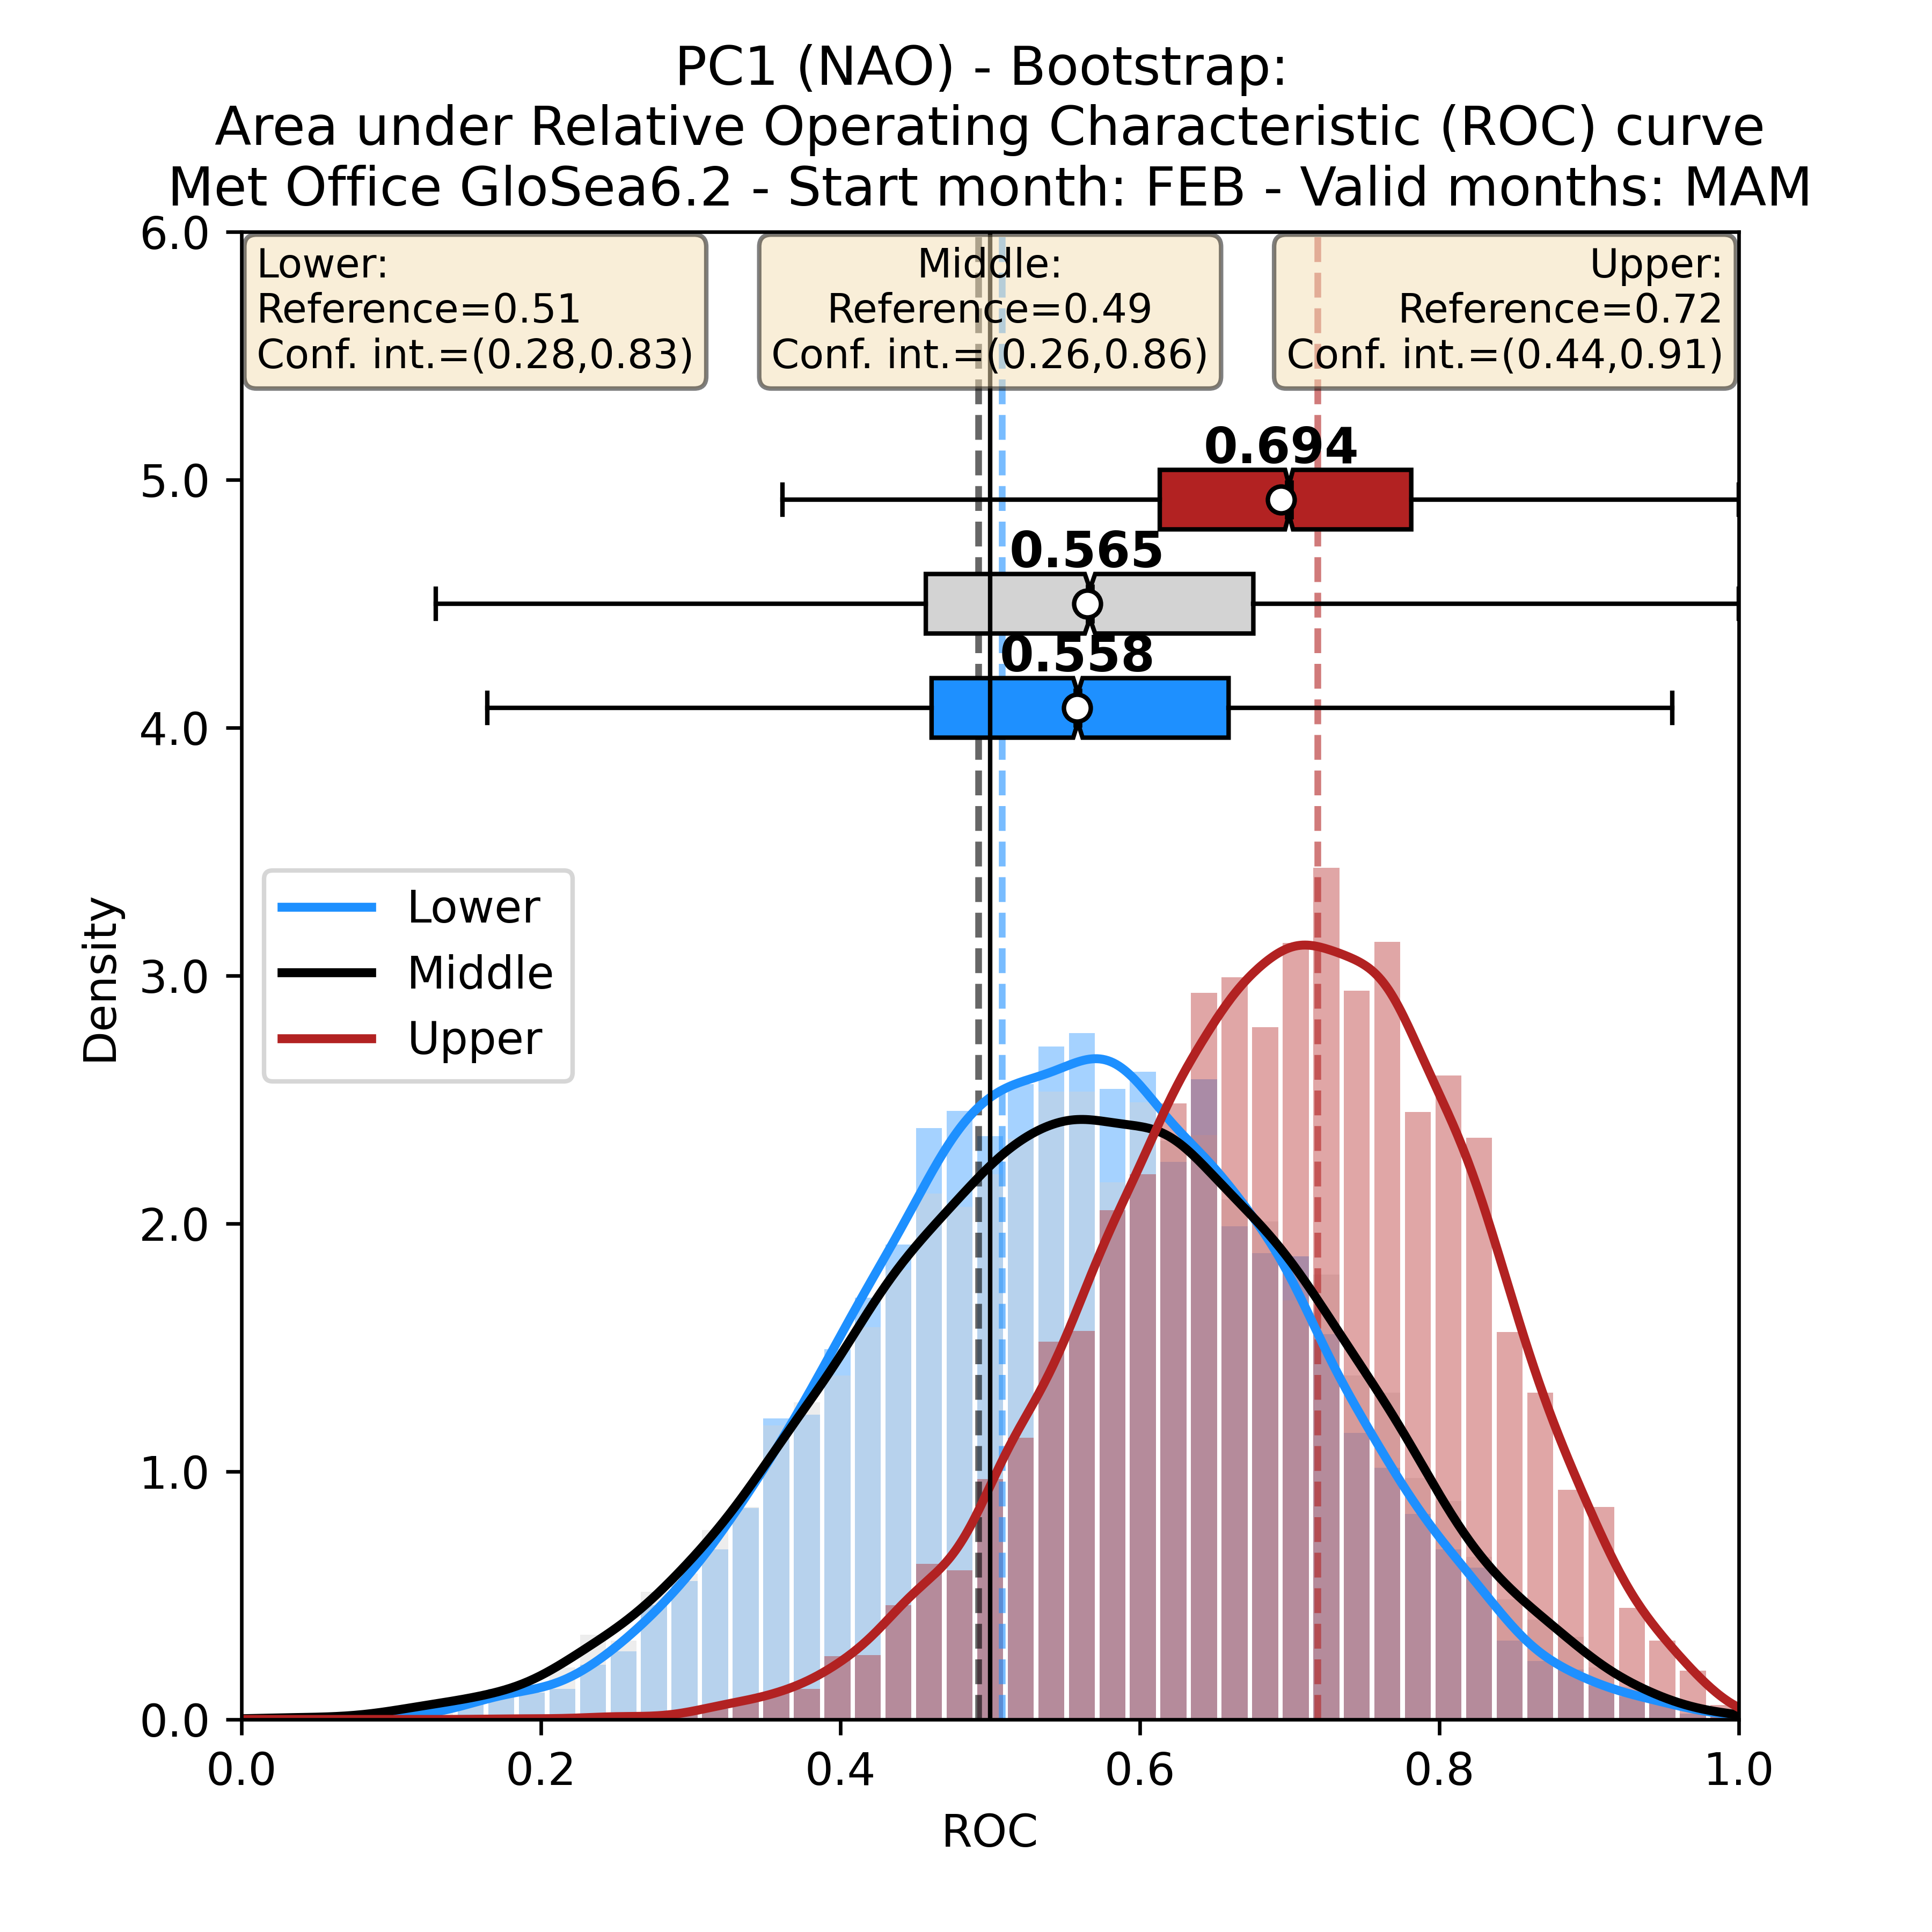 PC1 (NAO) - Bootstrap:
Area under Relative Operating Characteristic (ROC) curve
Met Office GloSea6.2 - Start month: FEB - Valid months: MAM
Lower:
Reference=0.51
Conf. int.=(0.28,0.83)
Middle:
Reference=0.49
Conf. int.=(0.26,0.86)
Upper:
Reference=0.72
Conf. int.=(0.44,0.91)
0.694
0.565
0.558
Lower
Middle
Upper
Density
6.0
5.0
4.0
3.0
2.0
1.0
0.0
0.0 0.2 0.4 0.6 0.8 1.0
ROC